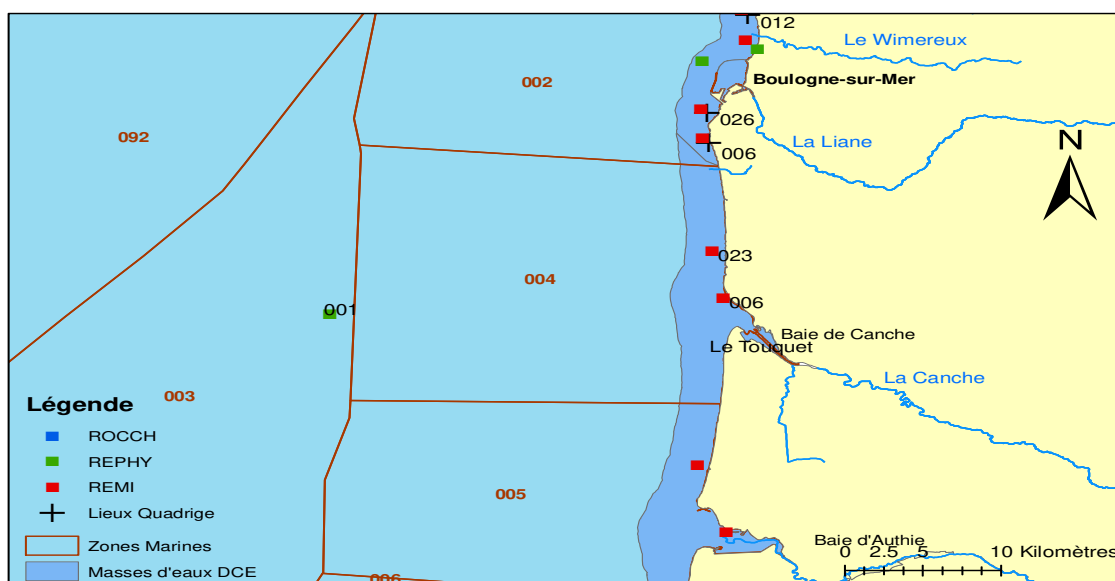 012
Le Wimereux
002
Boulogne-sur-Mer
026
092
La Liane
006
N
023
004
006
001
Baie de Canche
Le Touquet
La Canche
003
Légende
ROCCH
REPHY
REMI
Lieux Quadrige
Zones Marines
Masses d'eaux DCE
005
Baie d'Authie
0 2.5 5 10 Kilomètres
006